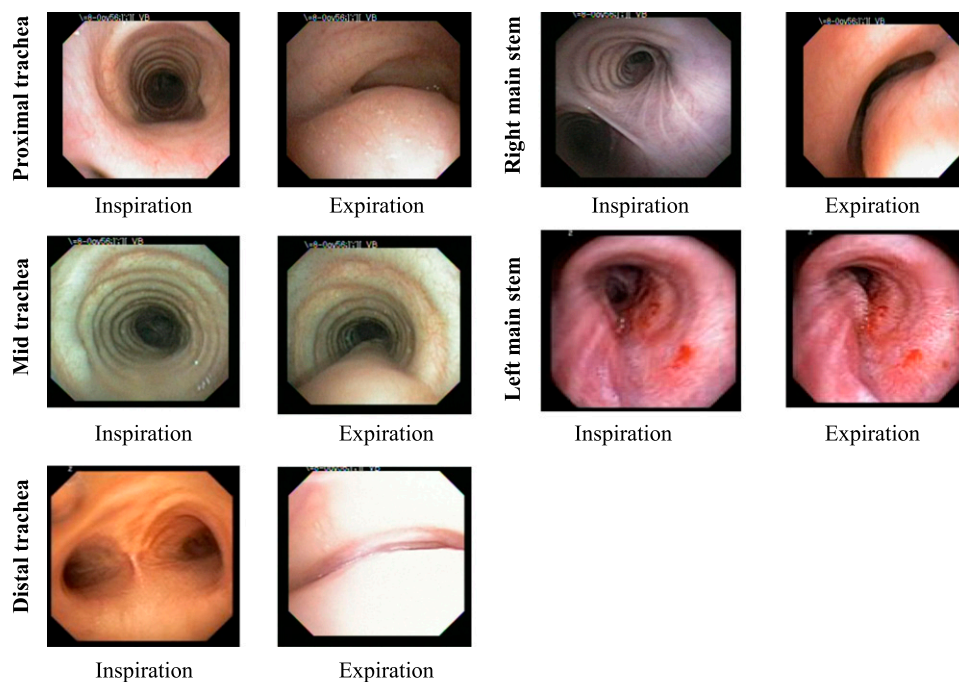 Proximal trachea
Inspiration
Expiration
Right main stem
Inspiration
Expiration
Mid trachea
Inspiration
Expiration
Left main stem
Inspiration
Expiration
Distal trachea
Inspiration
Expiration